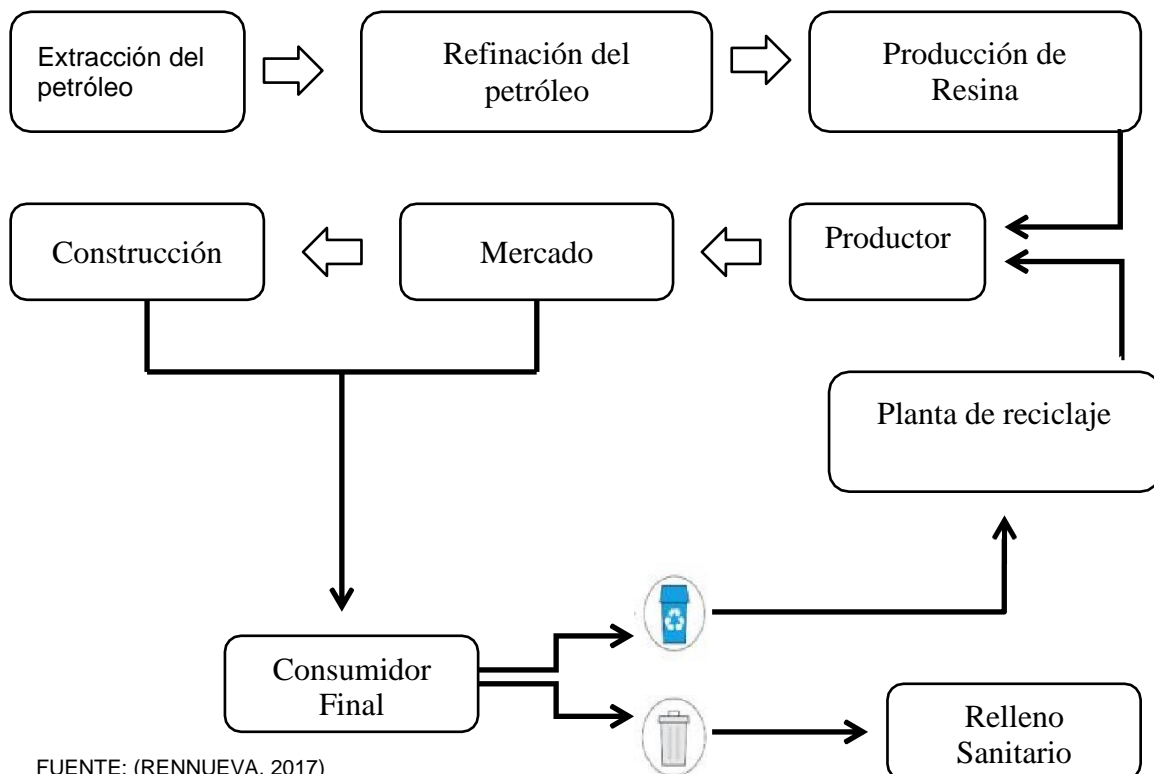 Extracción del
petróleo
Refinación del
petróleo
Producción de
Resina
Construcción
Mercado
Productor
Planta de reciclaje
Consumidor
Final
Relleno
Sanitario
FUENTE: (RENNUEVA, 2017)